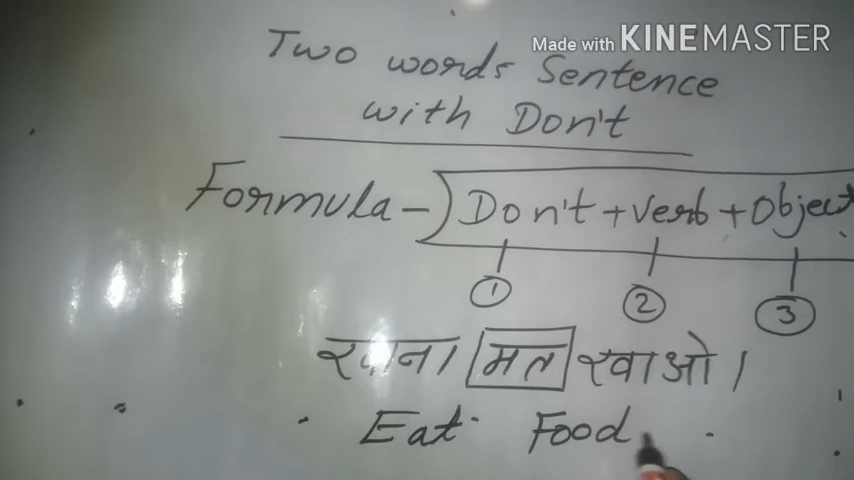 Made with KINEMASTER
Two words Sentence
with Don't
Formula - Don't + Verb + Object
1 2 3
खाना मत खाओ।
Eat Food